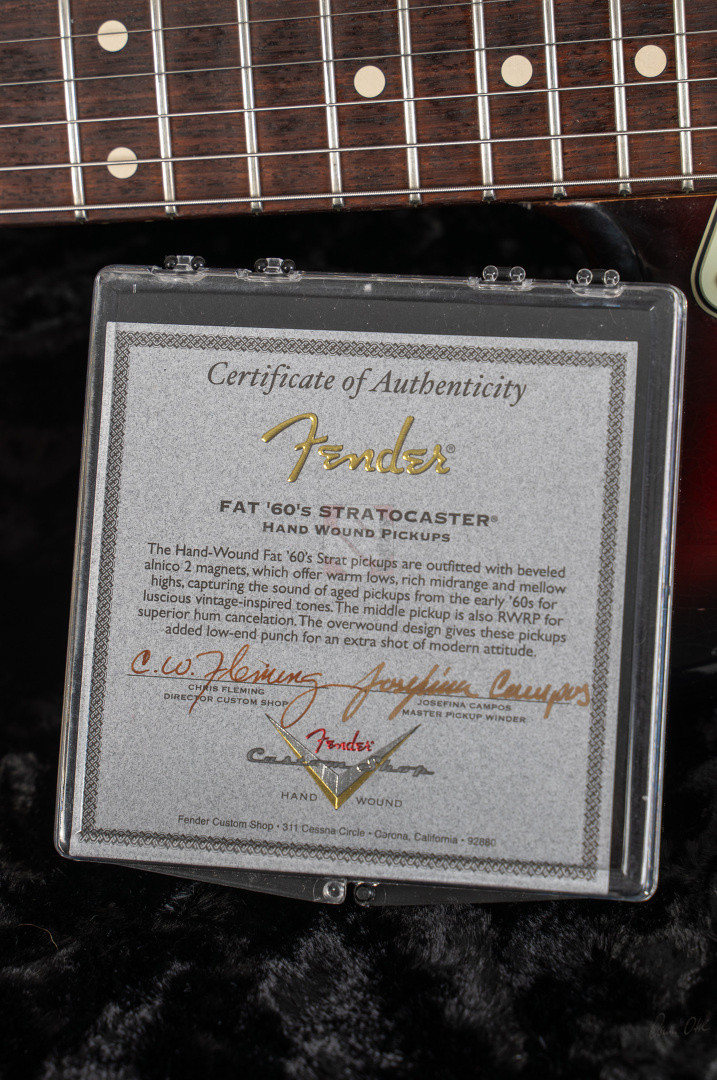 Certificate of Authenticity
Fender®
FAT '60's STRATOCASTER®
HAND WOUND PICKUPS
The Hand-Wound Fat '60's Strat pickups are outfitted with beveled
alnico 2 magnets, which offer warm lows, rich midrange and mellow
highs, capturing the sound of aged pickups from the early '60s for
luscious vintage-inspired tones. The middle pickup is also RWRP for
superior hum cancelation. The overwound design gives these pickups
added low-end punch for an extra shot of modern attitude.
C.W. Fleming Josefina Campos
CHRIS FLEMING
DIRECTOR CUSTOM SHOP
JOSEFINA CAMPOS
MASTER PICKUP WINDER
Fender
Custom Shop
HAND WOUND
Fender Custom Shop • 311 Cessna Circle • Corona, California • 92880